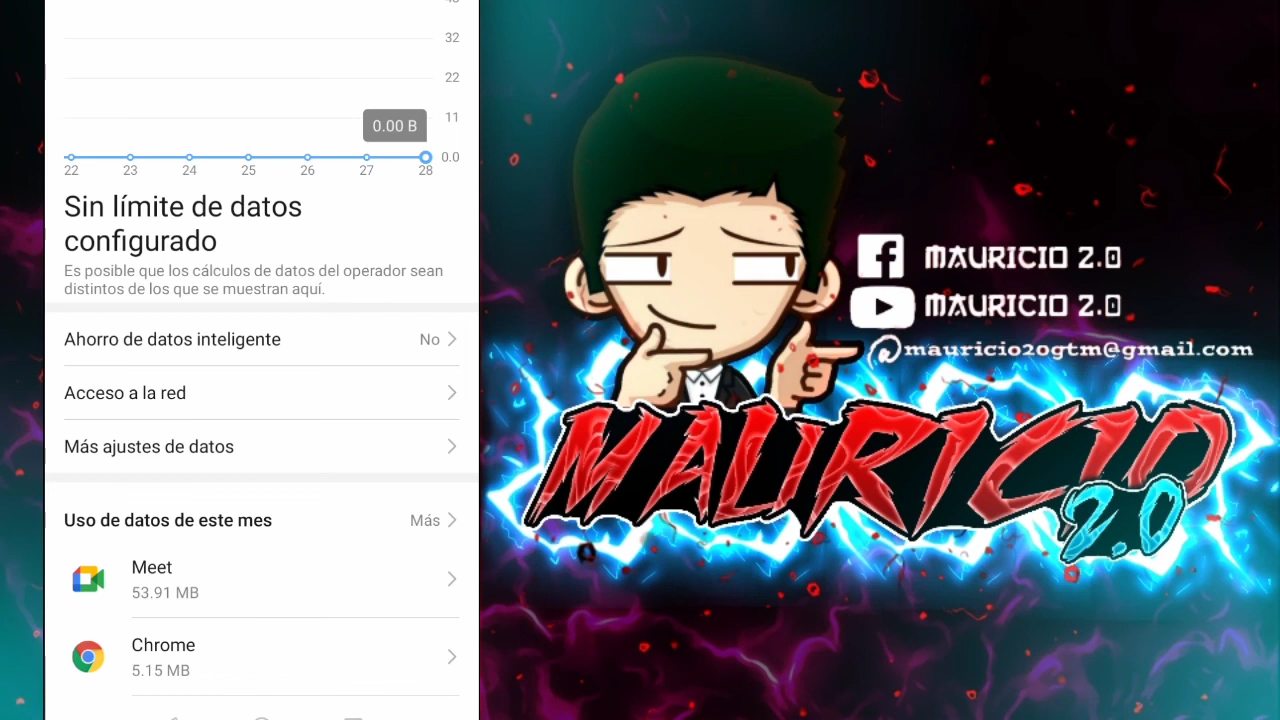 32
22
0.00 B
11
0.0
22 23 24 25 26 27 28
Sin límite de datos
configurado
Es posible que los cálculos de datos del operador sean
distintos de los que se muestran aquí.
Ahorro de datos inteligente No
Acceso a la red
Más ajustes de datos
Uso de datos de este mes Más
Meet
53.91 MB
Chrome
5.15 MB
MAURICIO 2.0
MAURICIO 2.0
mauricio20gtm@gmail.com
MAURICIO
2.0